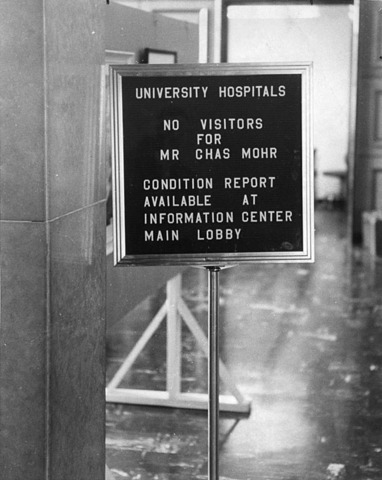 UNIVERSITY HOSPITALS
NO VISITORS
FOR
MR CHAS MOHR
CONDITION REPORT
AVAILABLE AT
INFORMATION CENTER
MAIN LOBBY